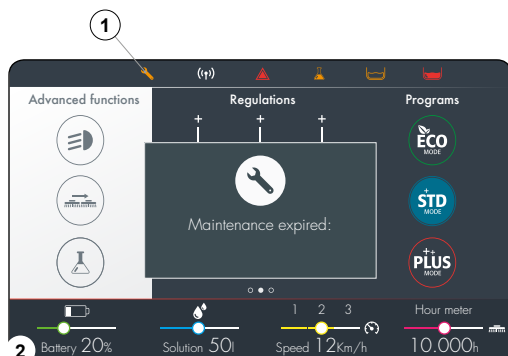 1
Advanced functions
Regulations
Programs
+ + +
ECO
MODE
Maintenance expired:
+
STD
MODE
++
PLUS
MODE
1 2 3
Hour meter
2
Battery 20%
Solution 50l
Speed 12Km/h
10.000h